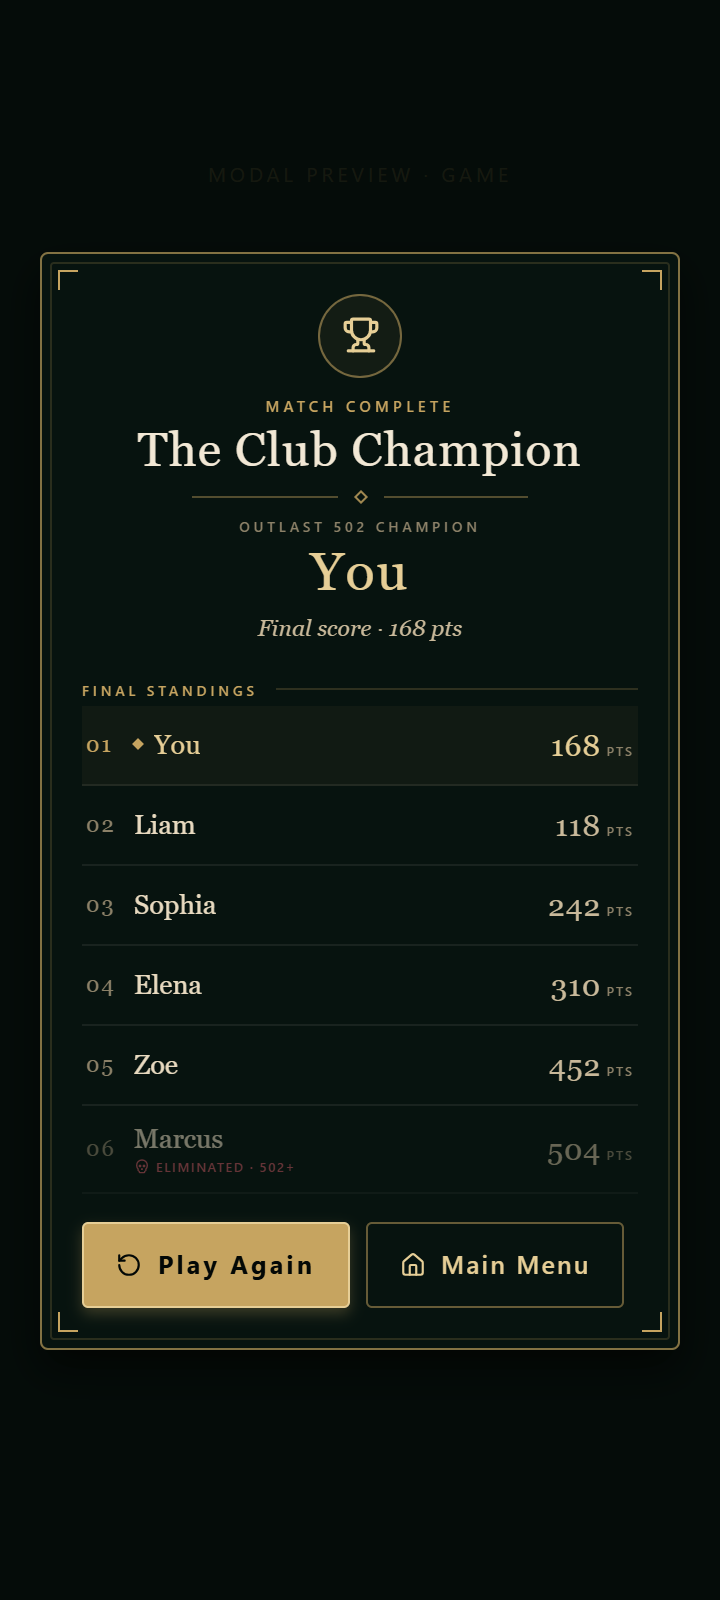 MODAL PREVIEW · GAME
MATCH COMPLETE
The Club Champion
OUTLAST 502 CHAMPION
You
Final score · 168 pts
FINAL STANDINGS
01 You 168 PTS
02 Liam 118 PTS
03 Sophia 242 PTS
04 Elena 310 PTS
05 Zoe 452 PTS
06 Marcus 504 PTS
ELIMINATED · 502+
Play Again Main Menu